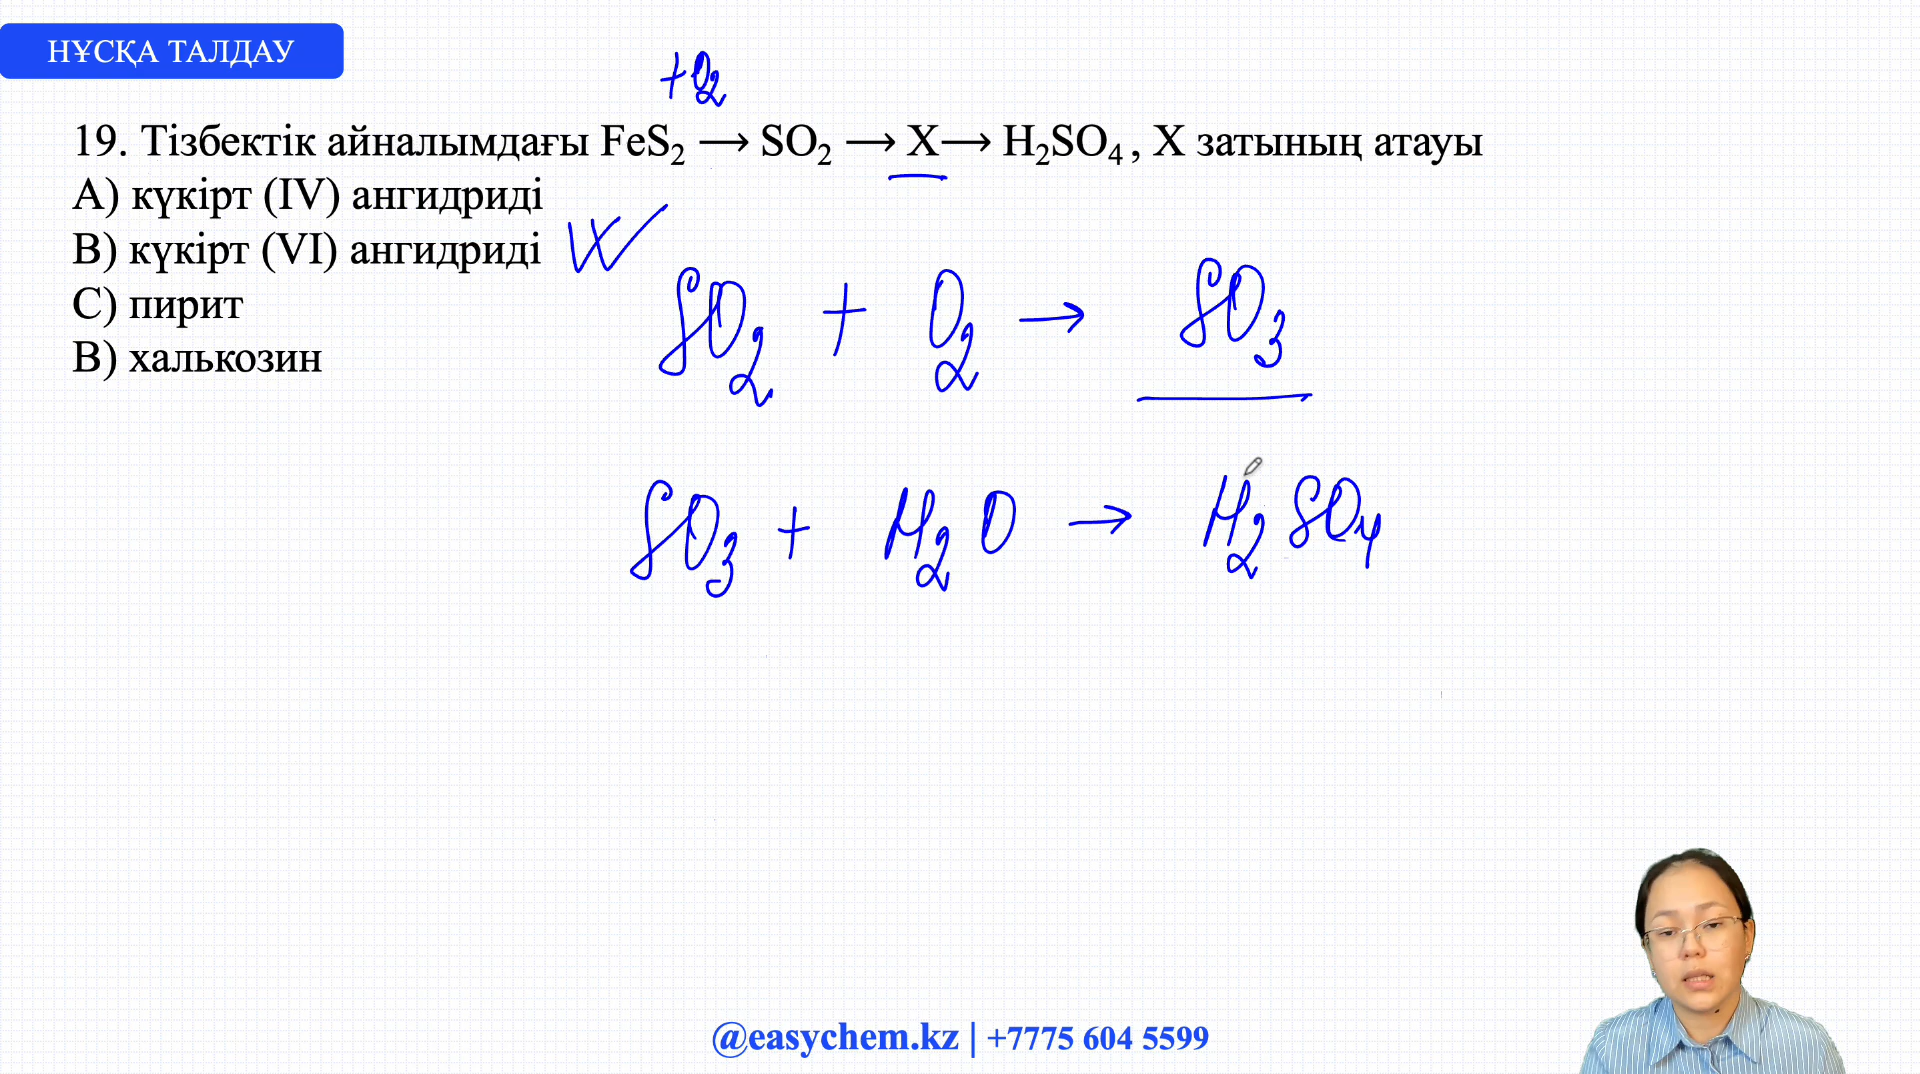 НҰСҚА ТАЛДАУ
+O₂
19. Тізбектік айналымдағы FeS₂ → SO₂ → X → H₂SO₄ , X затының атауы
A) күкірт (IV) ангидриді
B) күкірт (VI) ангидриді
C) пирит
B) халькозин
SO₂ + O₂ → SO₃
SO₃ + H₂O → H₂SO₄
@easychem.kz | +7775 604 5599